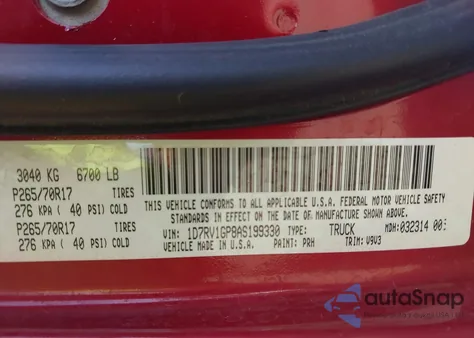 3040 KG 6700 LB
P265/70R17 TIRES
276 KPA ( 40 PSI) COLD
P265/70R17 TIRES
276 KPA ( 40 PSI) COLD
THIS VEHICLE CONFORMS TO ALL APPLICABLE U.S.A. FEDERAL MOTOR VEHICLE SAFETY
STANDARDS IN EFFECT ON THE DATE OF MANUFACTURE SHOWN ABOVE.
VIN: 1D7RV1GP8AS199330 TYPE: TRUCK MDH: 032314 00
MADE IN U.S.A. PAINT: PRH TRIM: V9V3
autoSnap